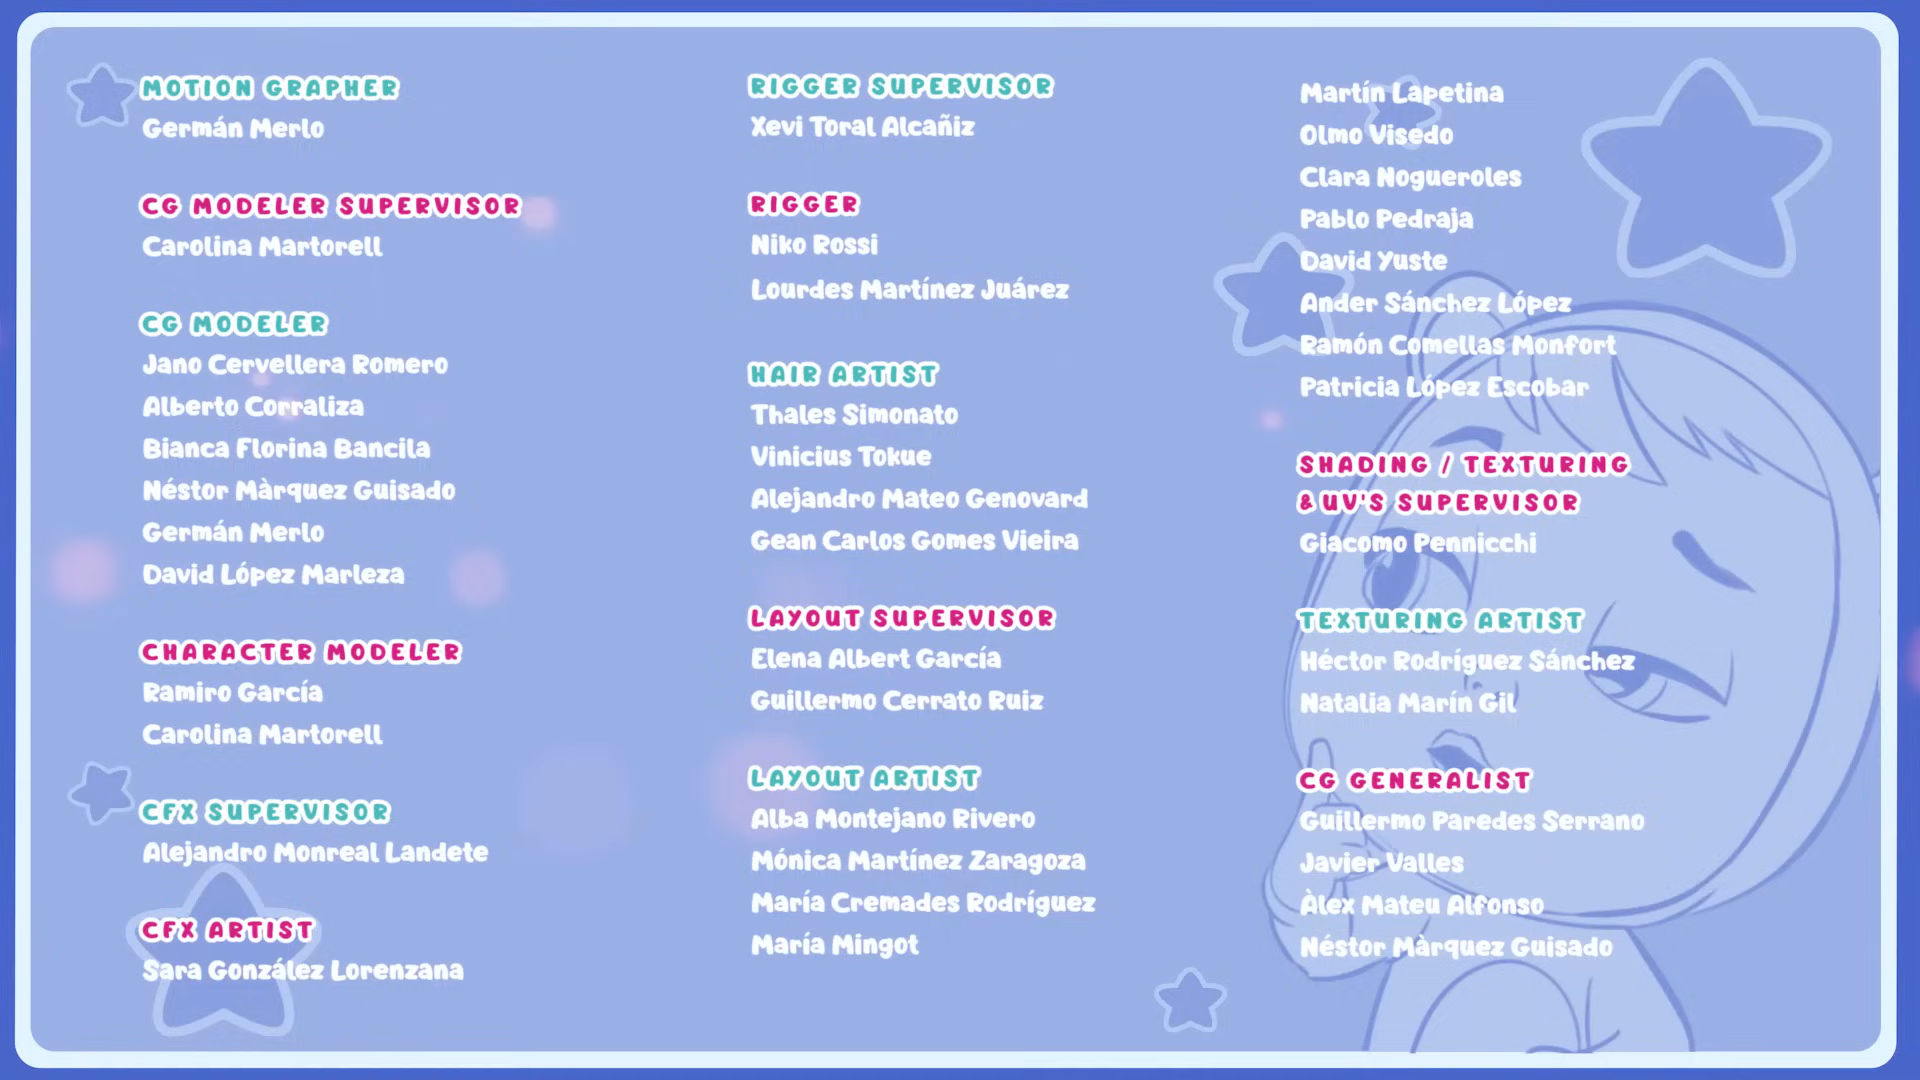 MOTION GRAPHER
Germán Merlo
CG MODELER SUPERVISOR
Carolina Martorell
CG MODELER
Jano Cervellera Romero
Alberto Corraliza
Bianca Florina Bancila
Néstor Màrquez Guisado
Germán Merlo
David López Marleza
CHARACTER MODELER
Ramiro García
Carolina Martorell
CFX SUPERVISOR
Alejandro Monreal Landete
CFX ARTIST
Sara González Lorenzana
RIGGER SUPERVISOR
Xevi Toral Alcañiz
RIGGER
Niko Rossi
Lourdes Martínez Juárez
HAIR ARTIST
Thales Simonato
Vinicius Tokue
Alejandro Mateo Genovard
Gean Carlos Gomes Vieira
LAYOUT SUPERVISOR
Elena Albert García
Guillermo Cerrato Ruiz
LAYOUT ARTIST
Alba Montejano Rivero
Mónica Martínez Zaragoza
María Cremades Rodríguez
María Mingot
Martín Lapetina
Olmo Visedo
Clara Nogueroles
Pablo Pedraja
David Yuste
Ander Sánchez López
Ramón Comellas Monfort
Patricia López Escobar
SHADING / TEXTURING
& UV'S SUPERVISOR
Giacomo Pennicchi
TEXTURING ARTIST
Héctor Rodríguez Sánchez
Natalia Marín Gil
CG GENERALIST
Guillermo Paredes Serrano
Javier Valles
Àlex Mateu Alfonso
Néstor Màrquez Guisado